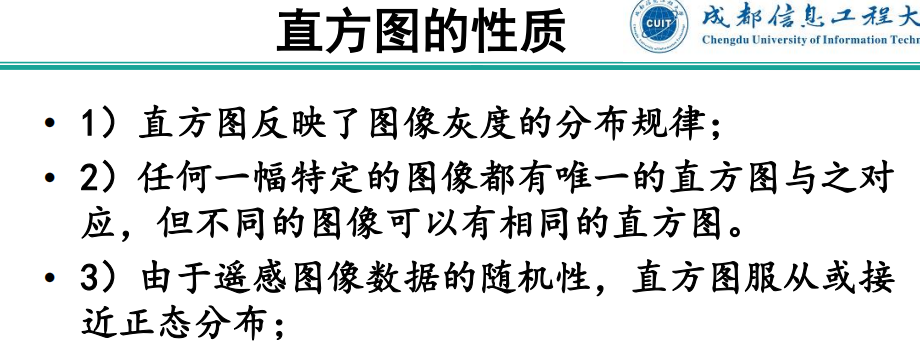 直方图的性质
CUIT
成都信息工程大
Chengdu University of Information Techn
• 1）直方图反映了图像灰度的分布规律；
• 2）任何一幅特定的图像都有唯一的直方图与之对
应，但不同的图像可以有相同的直方图。
• 3）由于遥感图像数据的随机性，直方图服从或接
近正态分布；